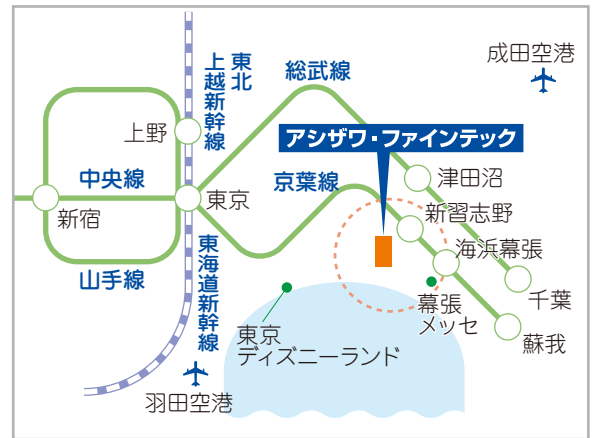 成田空港
東北
上越新幹線
総武線
上野
アシザワ・ファインテック
中央線
東京
京葉線
津田沼
新宿
新習志野
山手線
東海道新幹線
海浜幕張
千葉
幕張
メッセ
東京
ディズニーランド
蘇我
羽田空港